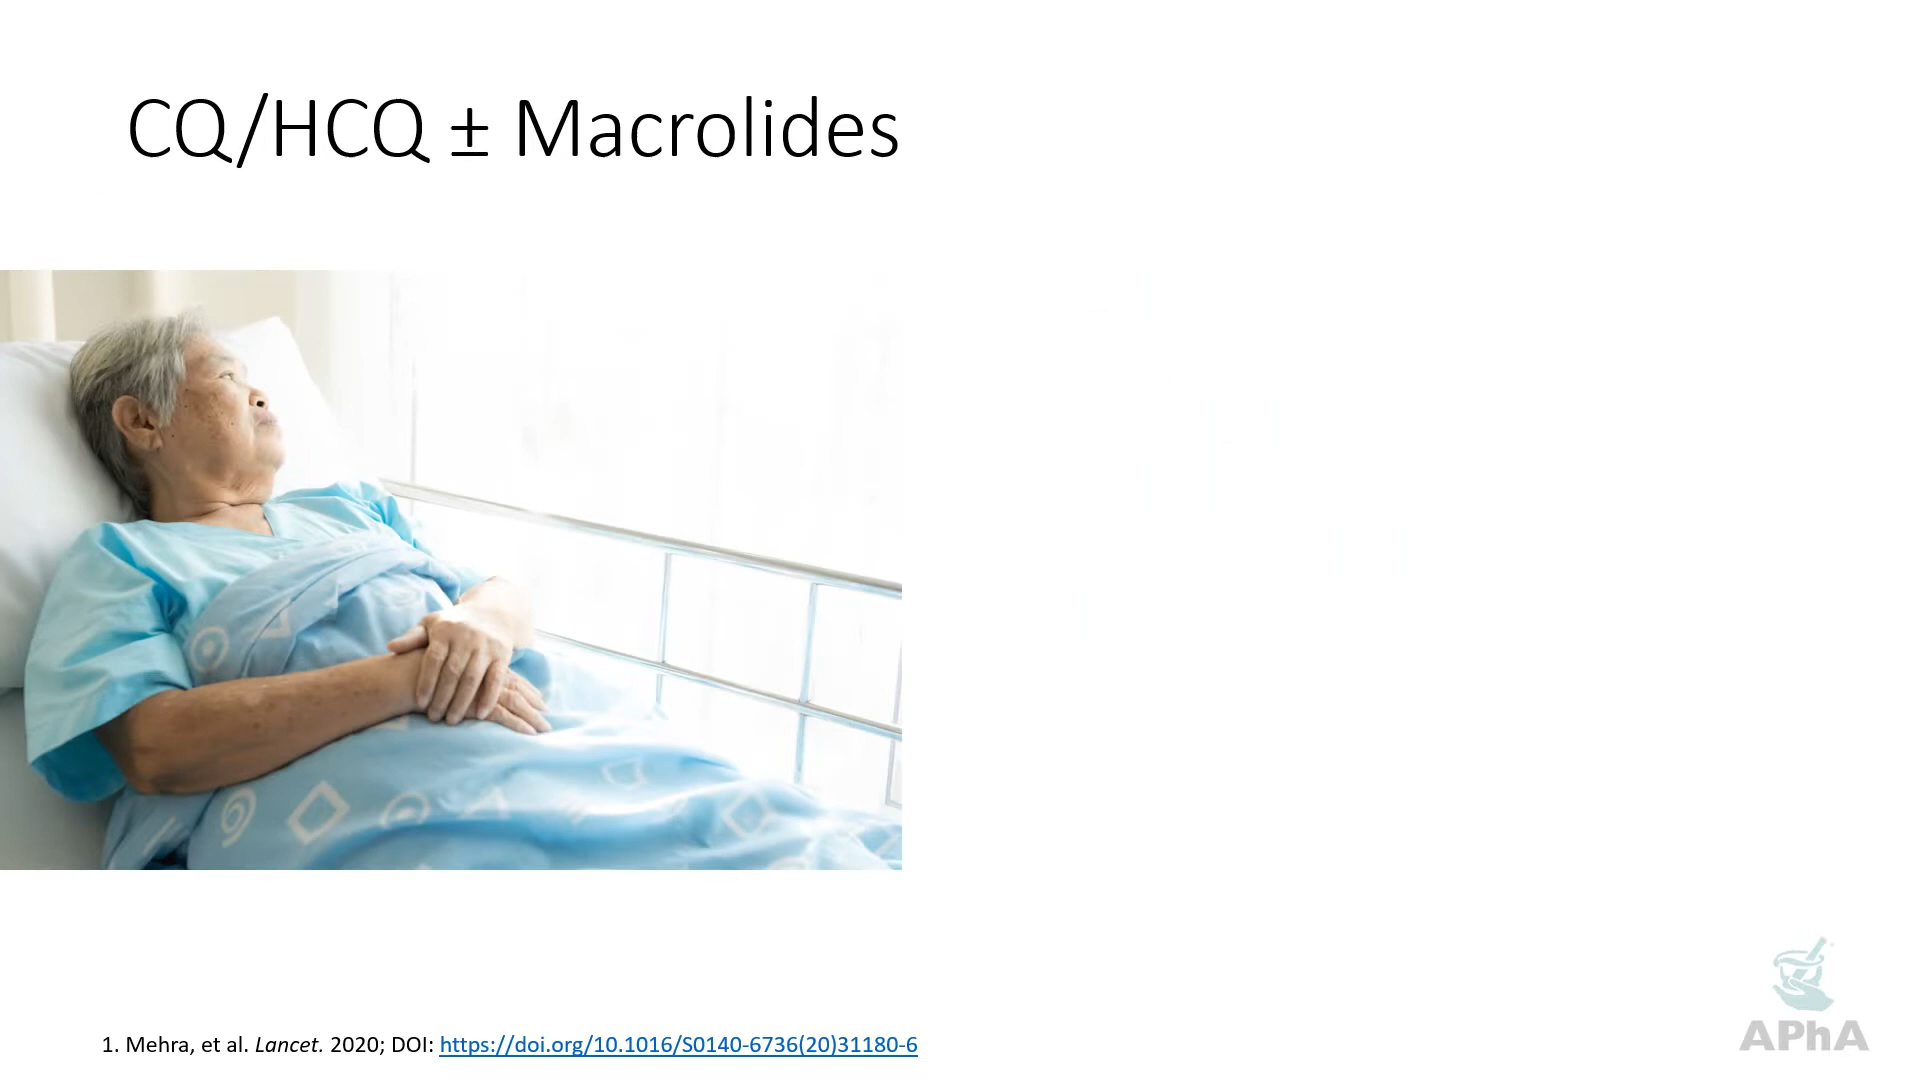 CQ/HCQ ± Macrolides
1. Mehra, et al. Lancet. 2020; DOI: https://doi.org/10.1016/S0140-6736(20)31180-6
APhA